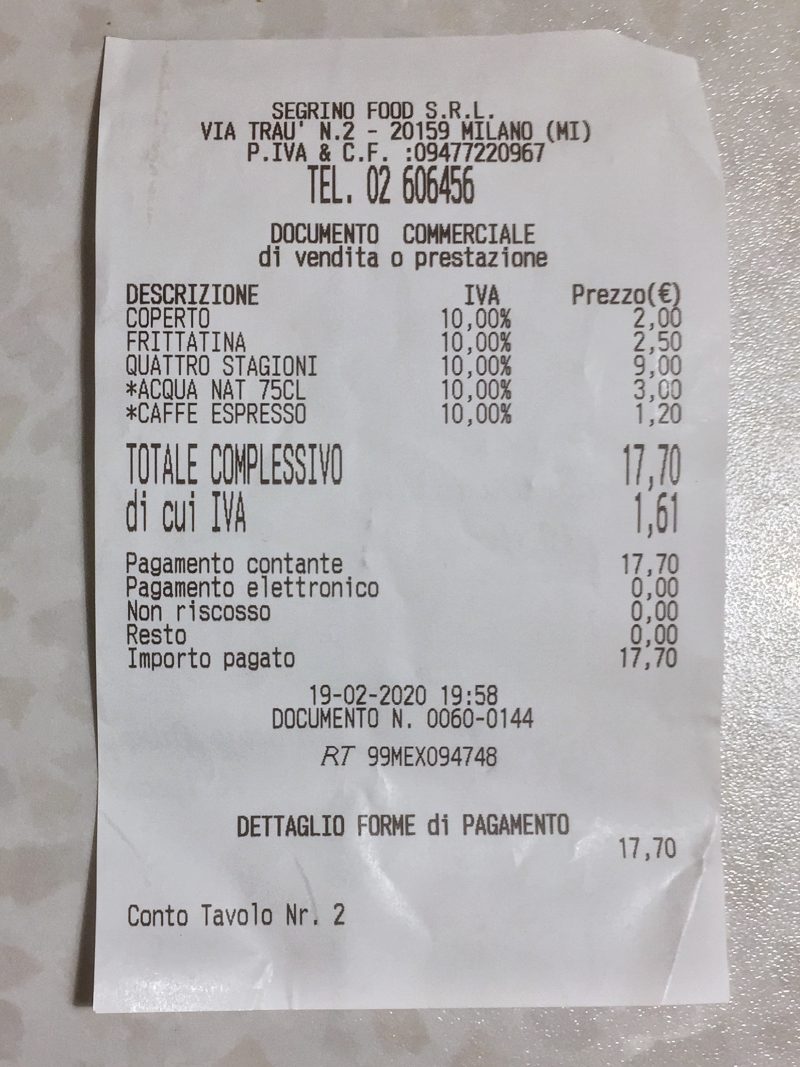 SEGRINO FOOD S.R.L.
VIA TRAU' N.2 - 20159 MILANO (MI)
P.IVA & C.F. :09477220967
TEL. 02 606456
DOCUMENTO COMMERCIALE
di vendita o prestazione
DESCRIZIONE IVA Prezzo(€)
COPERTO 10,00% 2,00
FRITTATINA 10,00% 2,50
QUATTRO STAGIONI 10,00% 9,00
*ACQUA NAT 75CL 10,00% 3,00
*CAFFE ESPRESSO 10,00% 1,20
TOTALE COMPLESSIVO 17,70
di cui IVA 1,61
Pagamento contante 17,70
Pagamento elettronico 0,00
Non riscosso 0,00
Resto 0,00
Importo pagato 17,70
19-02-2020 19:58
DOCUMENTO N. 0060-0144
RT 99MEX094748
DETTAGLIO FORME di PAGAMENTO
17,70
Conto Tavolo Nr. 2